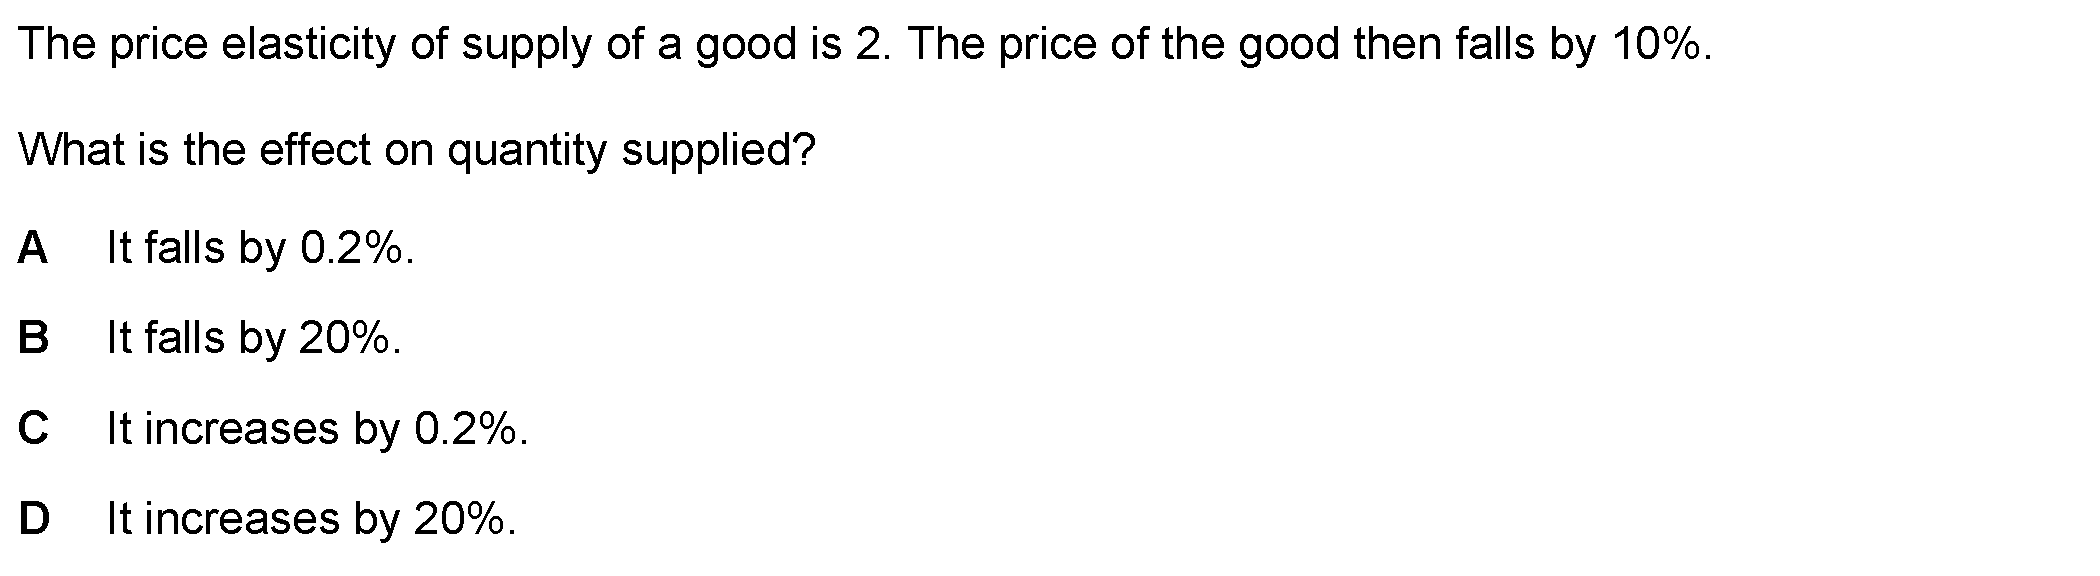 The price elasticity of supply of a good is 2. The price of the good then falls by 10%.
What is the effect on quantity supplied?
A It falls by 0.2%.
B It falls by 20%.
C It increases by 0.2%.
D It increases by 20%.